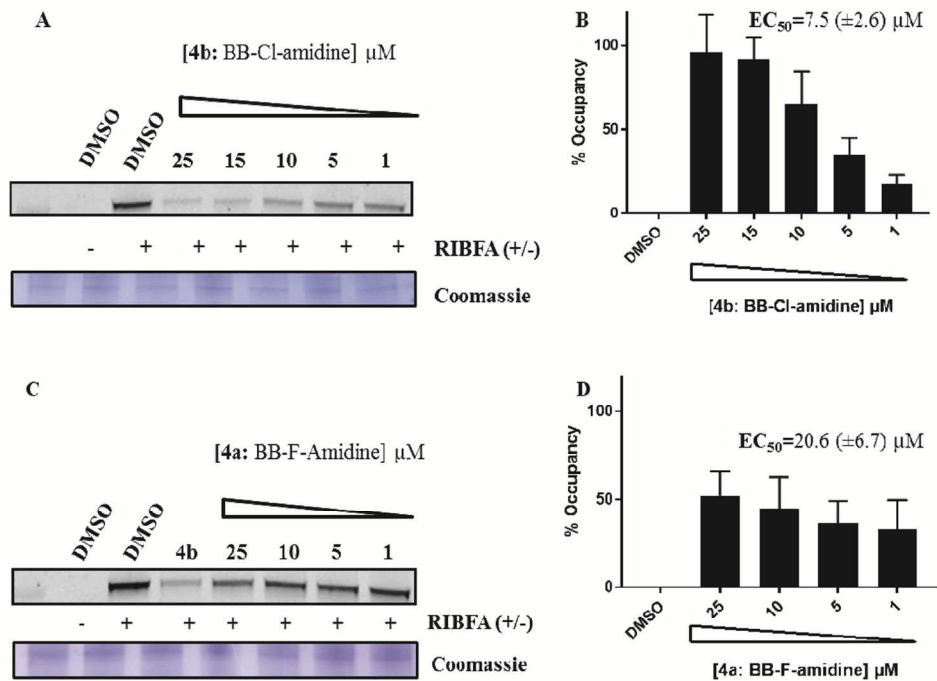 A
[4b: BB-Cl-amidine] µM
DMSO
DMSO
25 15 10 5 1
- + + + + + + RIBFA (+/-)
Coomassie
B
EC50=7.5 (±2.6) µM
% Occupancy
100
50
0
DMSO
25
15
10
5
1
[4b: BB-Cl-amidine] µM
C
[4a: BB-F-Amidine] µM
DMSO
DMSO
4b 25 10 5 1
- + + + + + + RIBFA (+/-)
Coomassie
D
EC50=20.6 (±6.7) µM
% Occupancy
100
50
0
DMSO
25
10
5
1
[4a: BB-F-amidine] µM